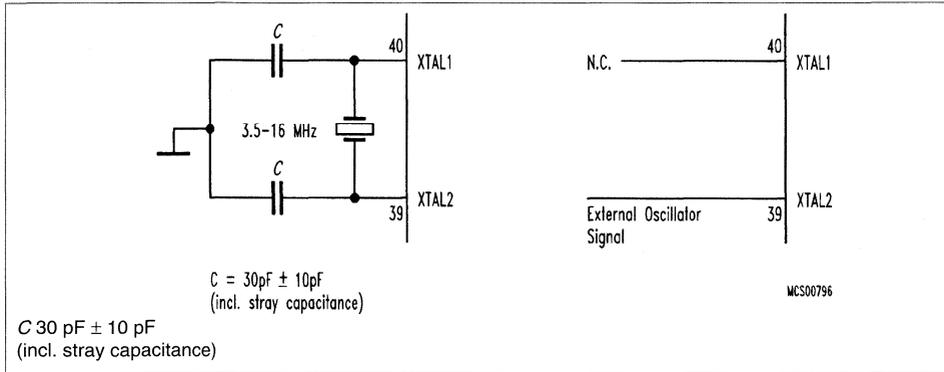 C
40
XTAL1
3.5-16 MHz
C
XTAL2
39
C = 30pF ± 10pF
(incl. stray capacitance)
40
N.C.
XTAL1
XTAL2
External Oscillator
39
Signal
MCS00796
C 30 pF ± 10 pF
(incl. stray capacitance)